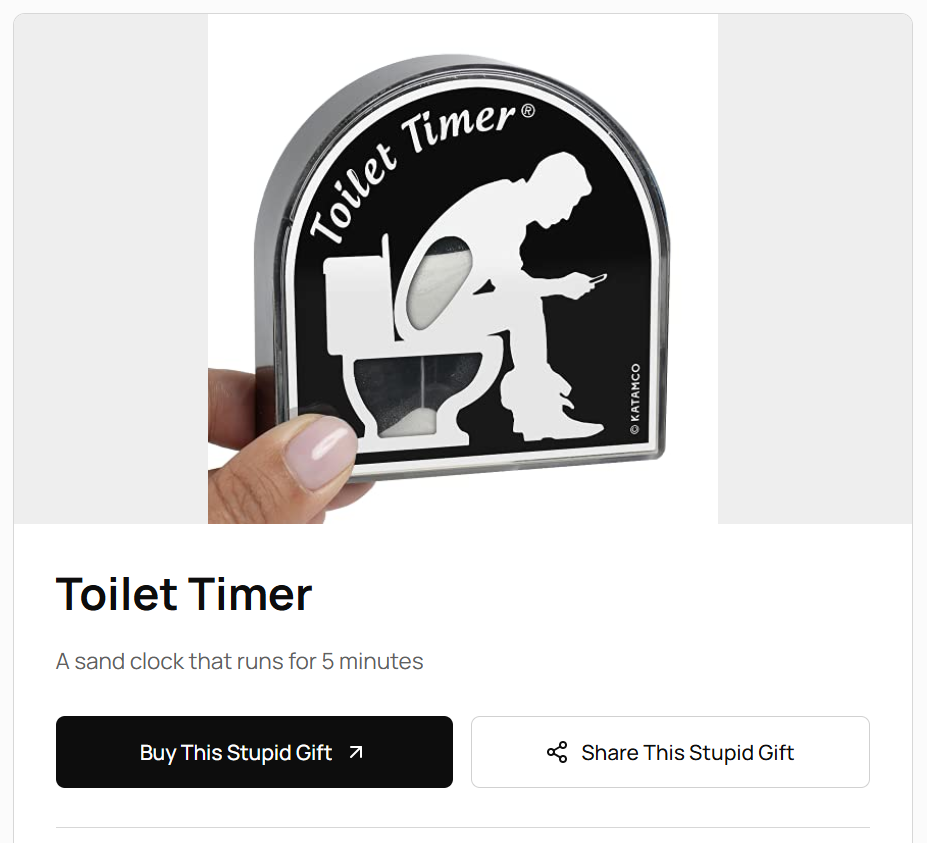 Toilet Timer®
© KATAMCO
Toilet Timer
A sand clock that runs for 5 minutes
Buy This Stupid Gift
Share This Stupid Gift